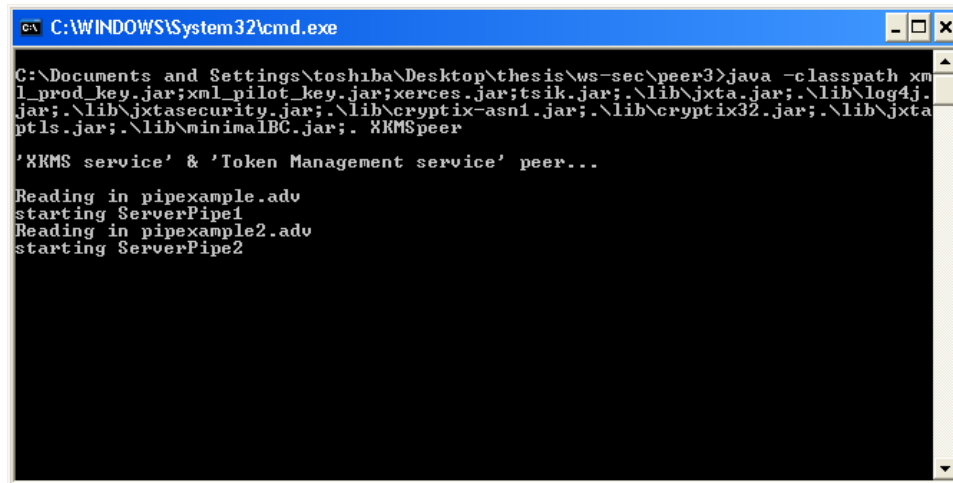 C:\WINDOWS\System32\cmd.exe
C:\Documents and Settings\toshıba\Desktop\thesis\ws-sec\peer3>java -classpath xm
l_prod_key.jar;xml_pilot_key.jar;xerces.jar;tsik.jar;.\lib\jxta.jar;.\lib\log4j.
jar;.\lib\jxtasecurity.jar;.\lib\cryptix-asn1.jar;.\lib\cryptix32.jar;.\lib\jxta
ptls.jar;.\lib\minimalBC.jar;. XKMSpeer
'XKMS service' & 'Token Management service' peer...
Reading in pipexample.adv
starting ServerPipe1
Reading in pipexample2.adv
starting ServerPipe2